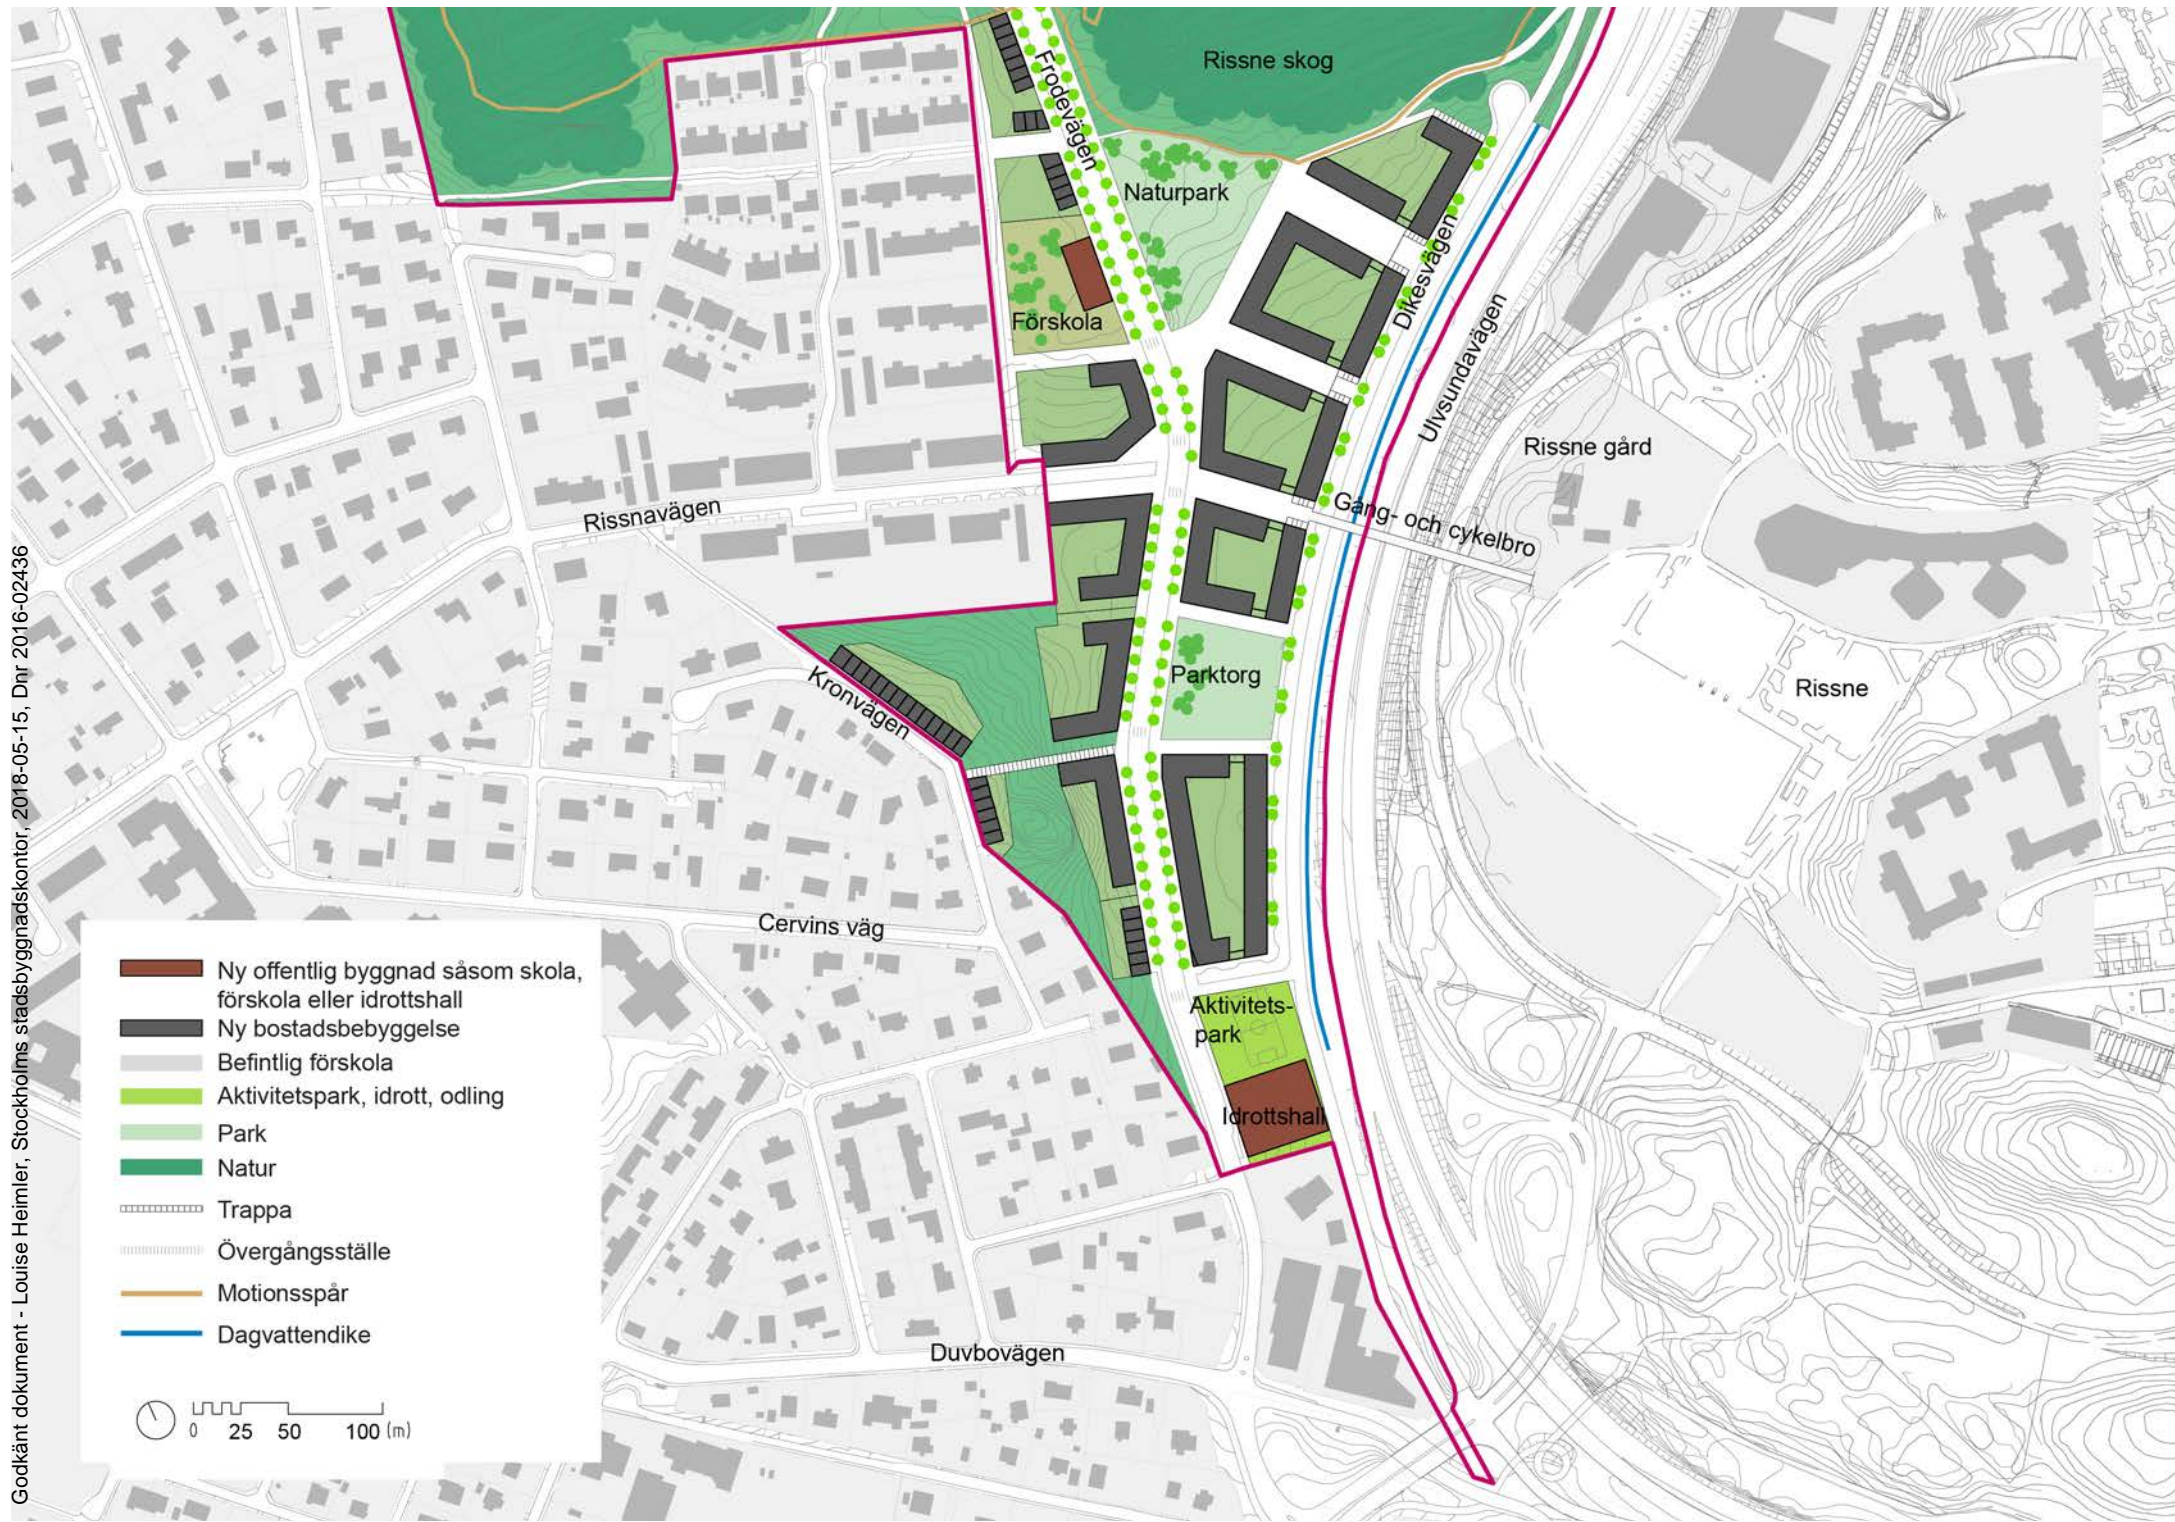 Godkänt dokument - Louise Heimler, Stockholms stadsbyggnadskontor, 2018-05-15, Dnr 2016-02436
Rissne skog
Frodevägen
Naturpark
Förskola
Dikesvägen
Ulvsundavägen
Rissne gård
Rissnavägen
Gång- och cykelbro
Kronvägen
Parktorg
Rissne
Cervins väg
Aktivitets-
park
Idrottshall
Duvbovägen
Ny offentlig byggnad såsom skola,
förskola eller idrottshall
Ny bostadsbebyggelse
Befintlig förskola
Aktivitetspark, idrott, odling
Park
Natur
Trappa
Övergångsställe
Motionsspår
Dagvattendike
0 25 50 100 (m)